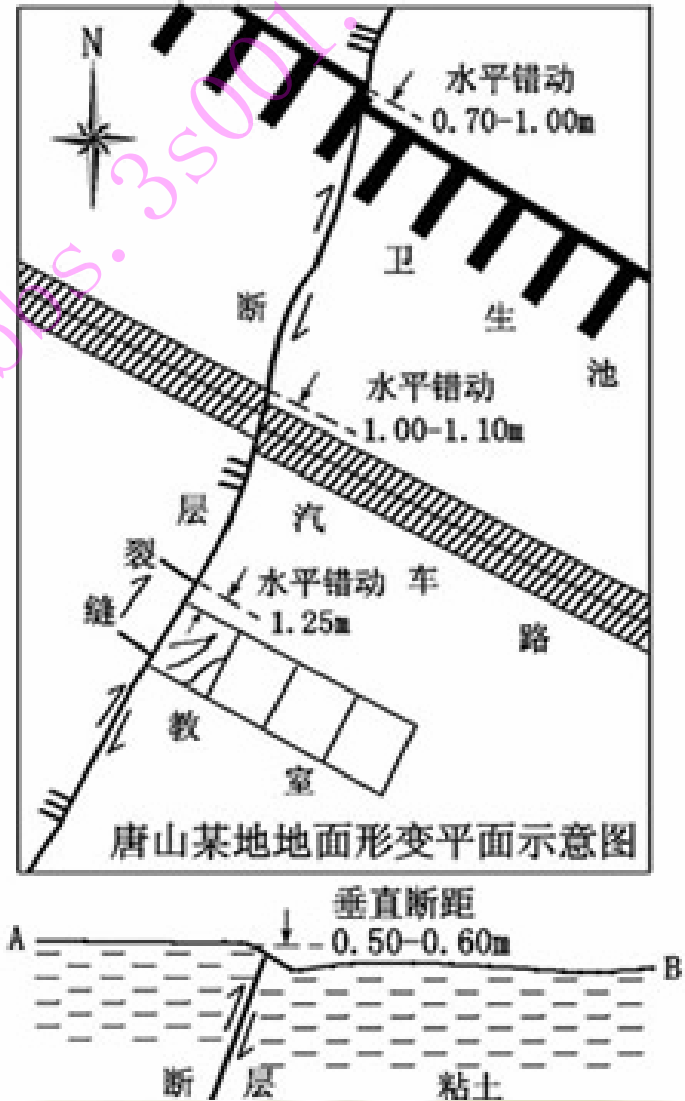 N
水平错动
0.70-1.00m
卫生池
断层
水平错动
1.00-1.10m
汽车路
裂缝
水平错动
1.25m
教室
唐山某地地面形变平面示意图
垂直断距
0.50-0.60m
A
B
断层
粘土
bbs.3s001.